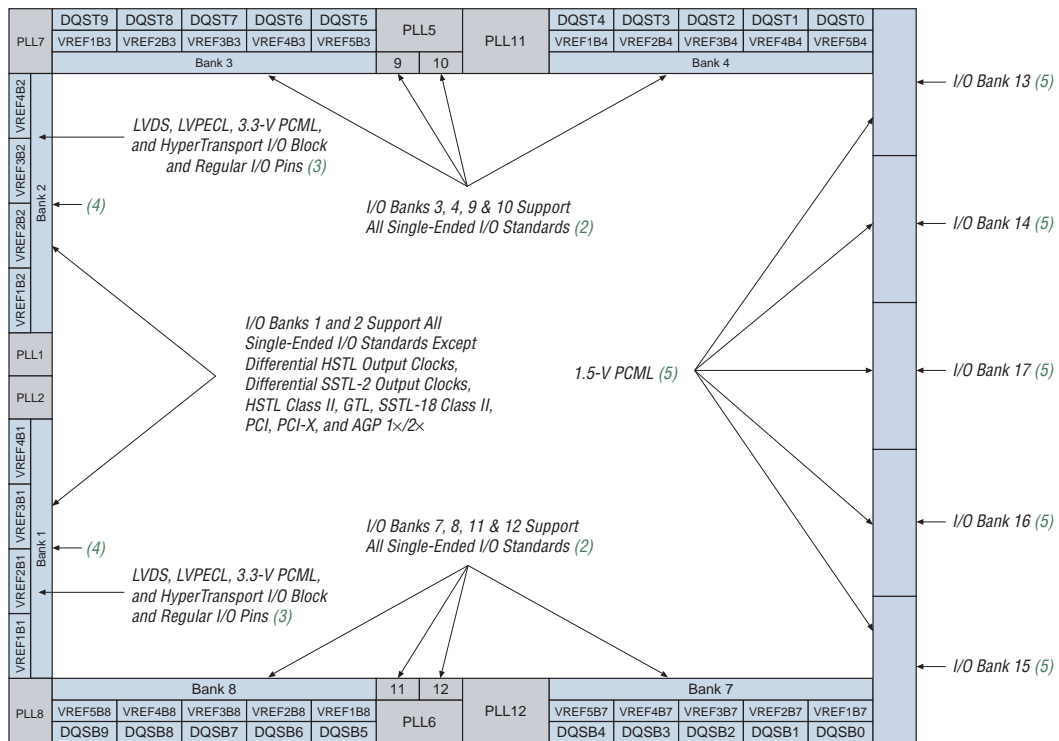 PLL7
DQST9 DQST8 DQST7 DQST6 DQST5
VREF1B3 VREF2B3 VREF3B3 VREF4B3 VREF5B3
Bank 3
PLL5
9 10
PLL11
DQST4 DQST3 DQST2 DQST1 DQST0
VREF1B4 VREF2B4 VREF3B4 VREF4B4 VREF5B4
Bank 4
VREF4B2
VREF3B2
VREF2B2
VREF1B2
Bank 2
LVDS, LVPECL, 3.3-V PCML,
and HyperTransport I/O Block
and Regular I/O Pins (3)
(4)
I/O Banks 3, 4, 9 & 10 Support
All Single-Ended I/O Standards (2)
I/O Bank 13 (5)
I/O Bank 14 (5)
PLL1
PLL2
I/O Banks 1 and 2 Support All
Single-Ended I/O Standards Except
Differential HSTL Output Clocks,
Differential SSTL-2 Output Clocks,
HSTL Class II, GTL, SSTL-18 Class II,
PCI, PCI-X, and AGP 1×/2×
1.5-V PCML (5)
I/O Bank 17 (5)
VREF4B1
VREF3B1
VREF2B1
VREF1B1
Bank 1
(4)
LVDS, LVPECL, 3.3-V PCML,
and HyperTransport I/O Block
and Regular I/O Pins (3)
I/O Banks 7, 8, 11 & 12 Support
All Single-Ended I/O Standards (2)
I/O Bank 16 (5)
I/O Bank 15 (5)
PLL8
Bank 8
VREF5B8 VREF4B8 VREF3B8 VREF2B8 VREF1B8
DQSB9 DQSB8 DQSB7 DQSB6 DQSB5
11 12
PLL6
PLL12
Bank 7
VREF5B7 VREF4B7 VREF3B7 VREF2B7 VREF1B7
DQSB4 DQSB3 DQSB2 DQSB1 DQSB0